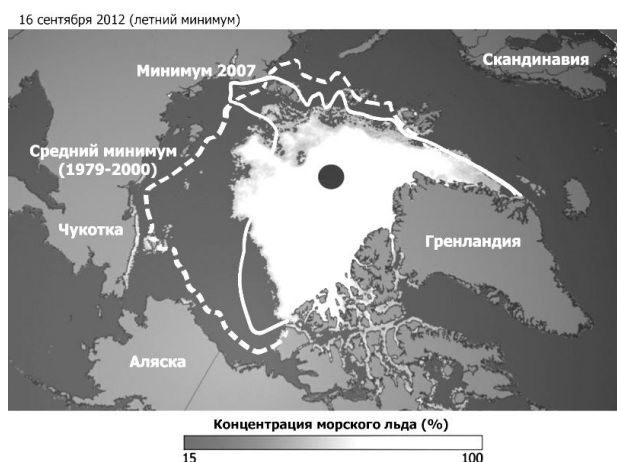 16 сентября 2012 (летний минимум)
Скандинавия
Минимум 2007
Средний минимум
(1979-2000)
Чукотка
Гренландия
Аляска
Концентрация морского льда (%)
15 100